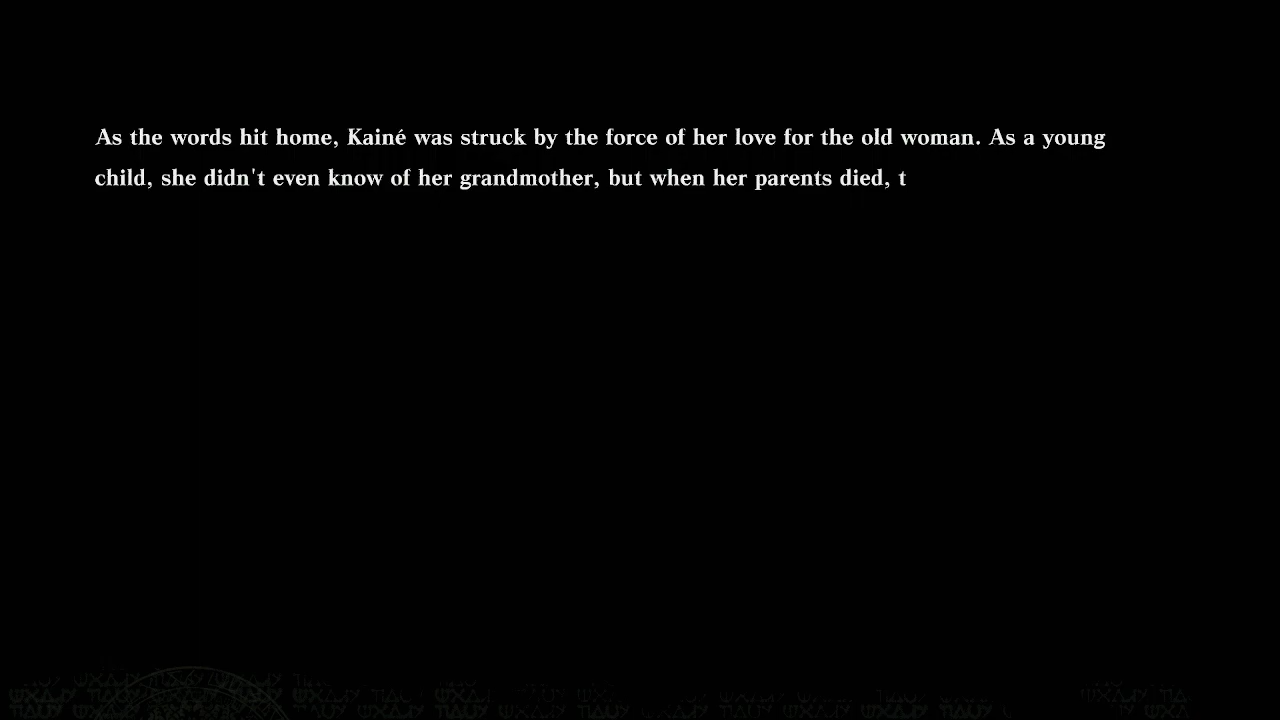 As the words hit home, Kainé was struck by the force of her love for the old woman. As a young
child, she didn't even know of her grandmother, but when her parents died, t